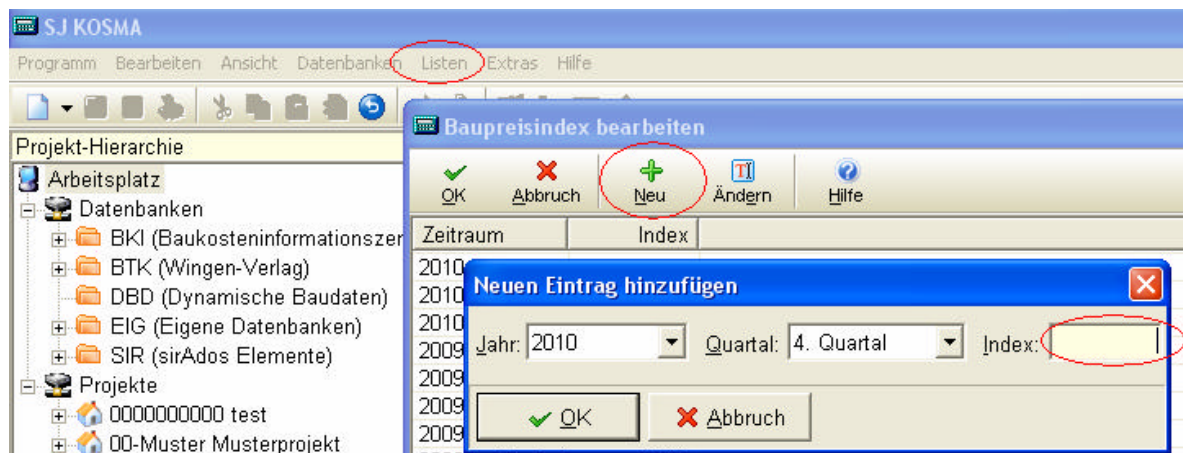 SJ KOSMA
Programm Bearbeiten Ansicht Datenbanken Listen Extras Hilfe
Projekt-Hierarchie
Arbeitsplatz
Datenbanken
BKI (Baukosteninformationszer
BTK (Wingen-Verlag)
DBD (Dynamische Baudaten)
EIG (Eigene Datenbanken)
SIR (sirAdos Elemente)
Projekte
0000000000 test
00-Muster Musterprojekt
Baupreisindex bearbeiten
OK Abbruch Neu Ändern Hilfe
Zeitraum Index
2010
2010
2010
2009
2009
2009
2009
Neuen Eintrag hinzufügen
Jahr: 2010 Quartal: 4. Quartal Index:
OK Abbruch